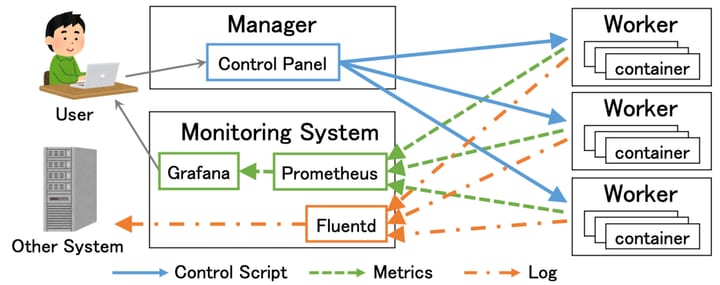 Manager
Control Panel
User
Monitoring System
Grafana
Prometheus
Fluentd
Other System
Worker
container
Worker
container
Worker
container
Control Script
Metrics
Log